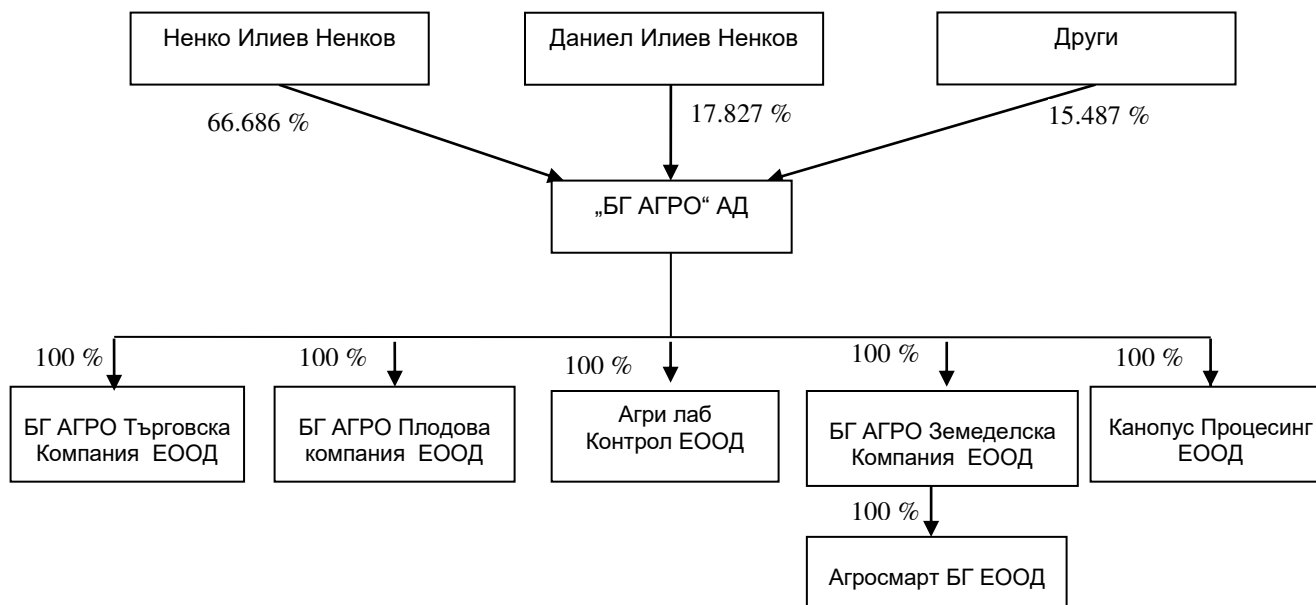 Ненко Илиев Ненков
Даниел Илиев Ненков
Други
66.686 %
17.827 %
15.487 %
„БГ АГРО“ АД
100 %
100 %
100 %
100 %
100 %
БГ АГРО Търговска
Компания ЕООД
БГ АГРО Плодова
компания ЕООД
Агри лаб
Контрол ЕООД
БГ АГРО Земеделска
Компания ЕООД
Канопус Процесинг
ЕООД
100 %
Агросмарт БГ ЕООД